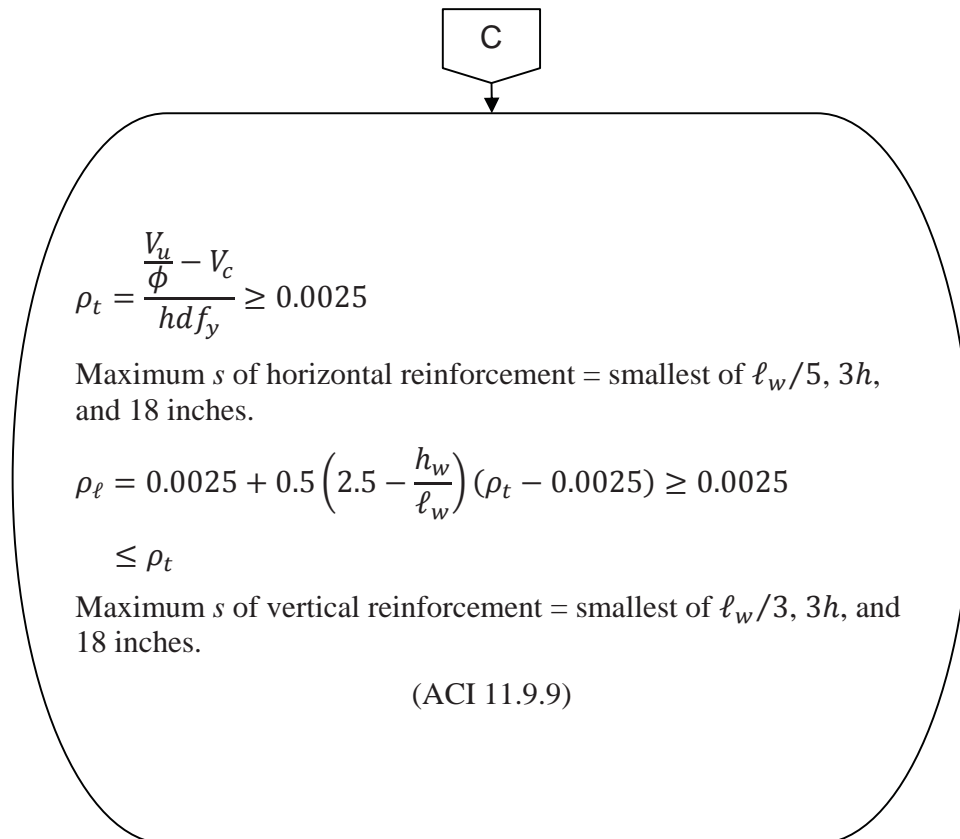 C
ρ_t = (V_u/ϕ − V_c)/(hdf_y) ≥ 0.0025
Maximum s of horizontal reinforcement = smallest of ℓ_w/5, 3h,
and 18 inches.
ρ_ℓ = 0.0025 + 0.5 (2.5 − h_w/ℓ_w) (ρ_t − 0.0025) ≥ 0.0025
≤ ρ_t
Maximum s of vertical reinforcement = smallest of ℓ_w/3, 3h, and
18 inches.
(ACI 11.9.9)